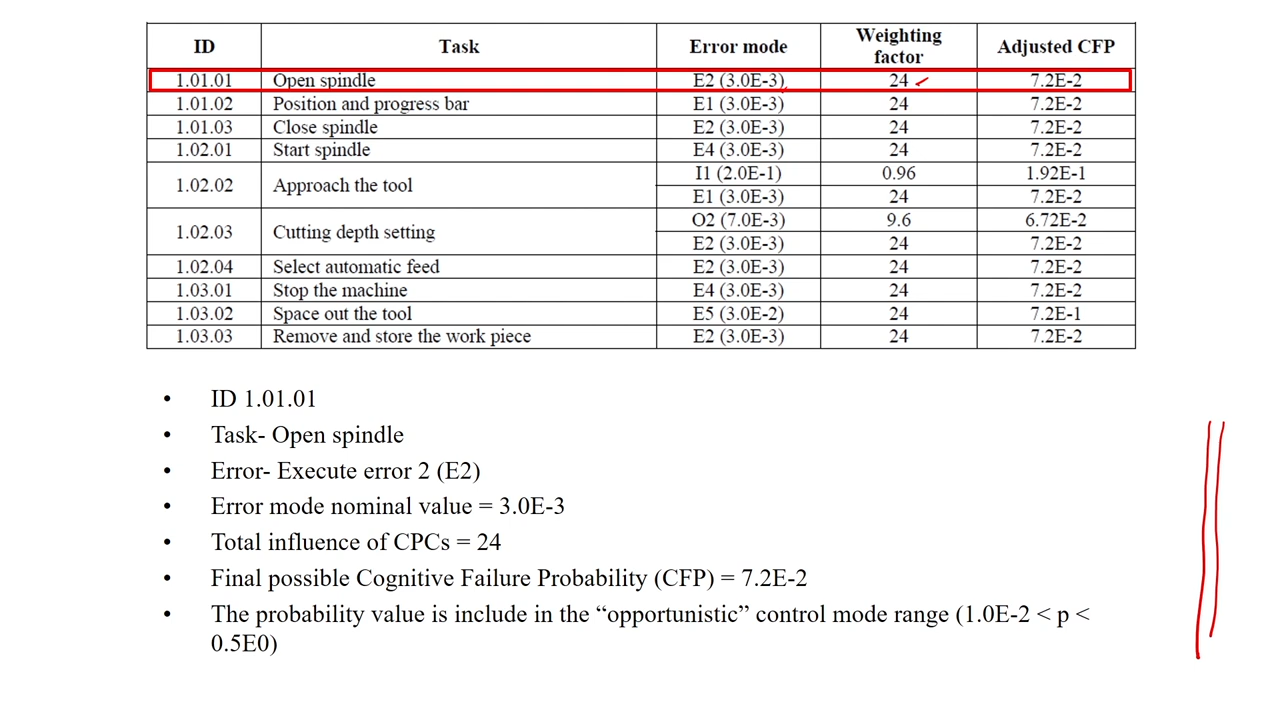 ID Task Error mode Weighting factor Adjusted CFP
1.01.01 Open spindle E2 (3.0E-3) 24 7.2E-2
1.01.02 Position and progress bar E1 (3.0E-3) 24 7.2E-2
1.01.03 Close spindle E2 (3.0E-3) 24 7.2E-2
1.02.01 Start spindle E4 (3.0E-3) 24 7.2E-2
1.02.02 Approach the tool I1 (2.0E-1) 0.96 1.92E-1
E1 (3.0E-3) 24 7.2E-2
1.02.03 Cutting depth setting O2 (7.0E-3) 9.6 6.72E-2
E2 (3.0E-3) 24 7.2E-2
1.02.04 Select automatic feed E2 (3.0E-3) 24 7.2E-2
1.03.01 Stop the machine E4 (3.0E-3) 24 7.2E-2
1.03.02 Space out the tool E5 (3.0E-2) 24 7.2E-1
1.03.03 Remove and store the work piece E2 (3.0E-3) 24 7.2E-2
• ID 1.01.01
• Task- Open spindle
• Error- Execute error 2 (E2)
• Error mode nominal value = 3.0E-3
• Total influence of CPCs = 24
• Final possible Cognitive Failure Probability (CFP) = 7.2E-2
• The probability value is include in the “opportunistic” control mode range (1.0E-2 < p <
0.5E0)